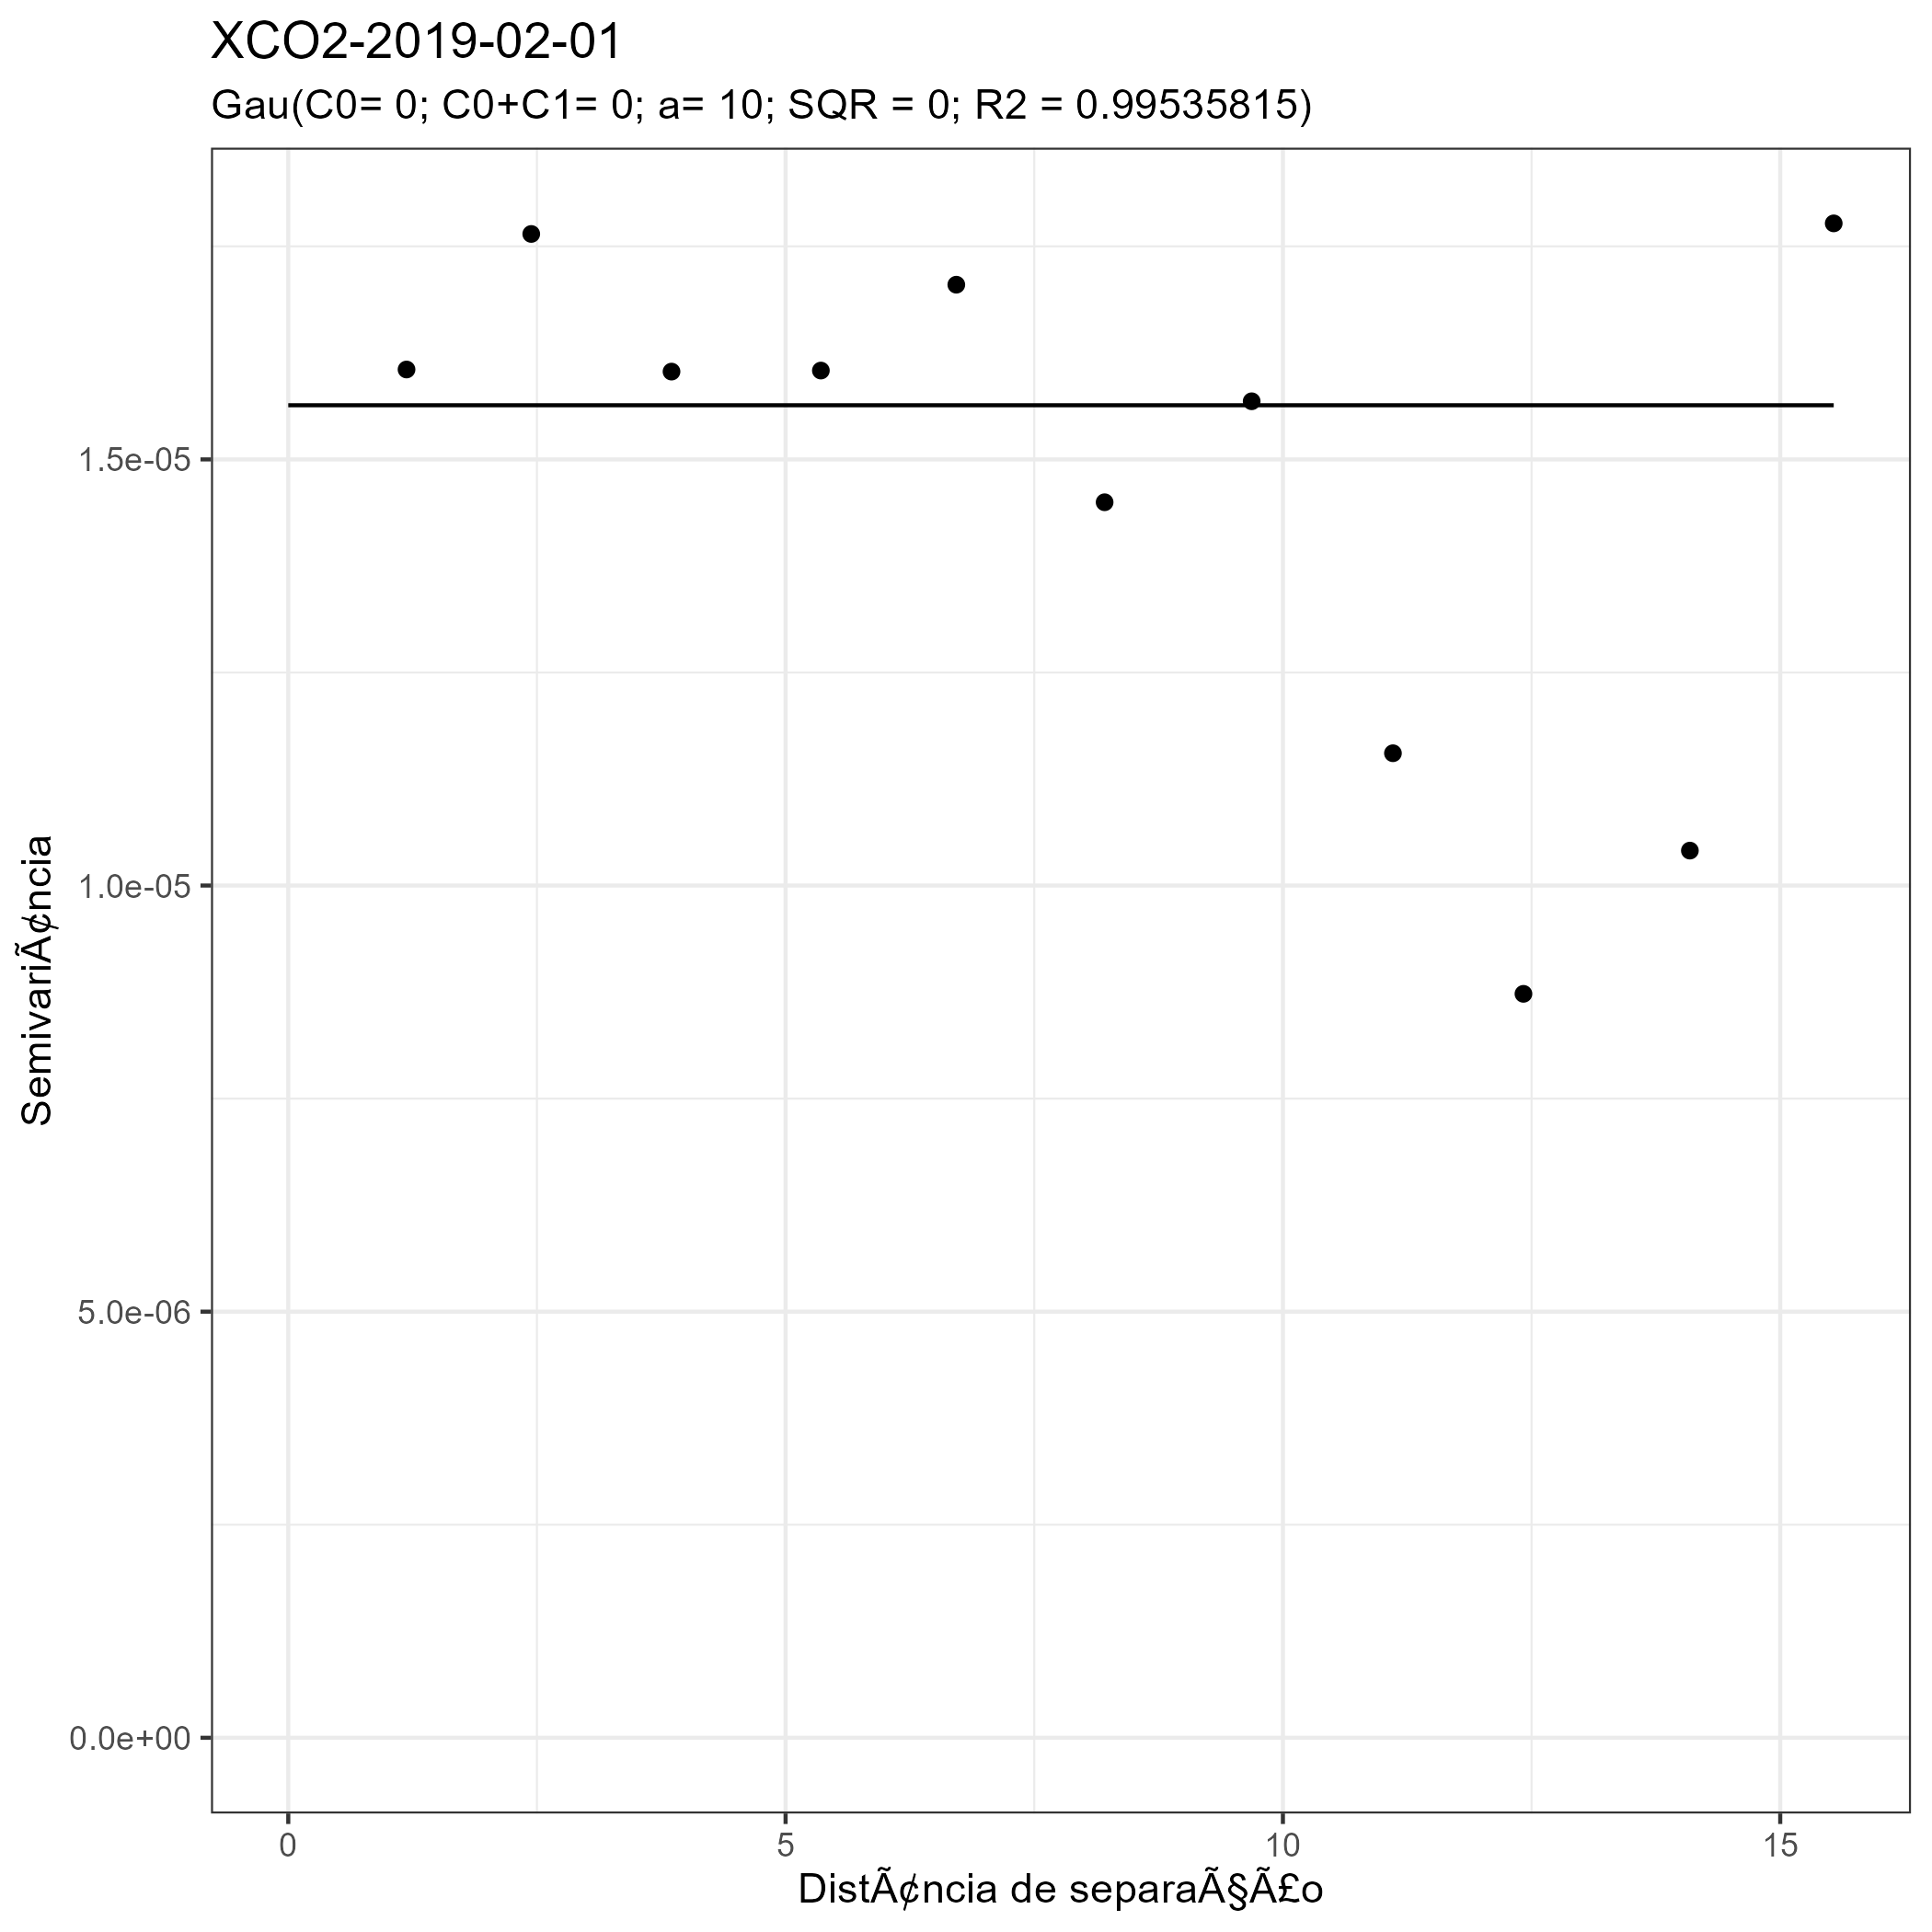 XCO2-2019-02-01
Gau(C0= 0; C0+C1= 0; a= 10; SQR = 0; R2 = 0.99535815)
SemivariÃ¢ncia
1.5e-05
1.0e-05
5.0e-06
0.0e+00
0
5
10
15
DistÃ¢ncia de separaÃ§Ã£o